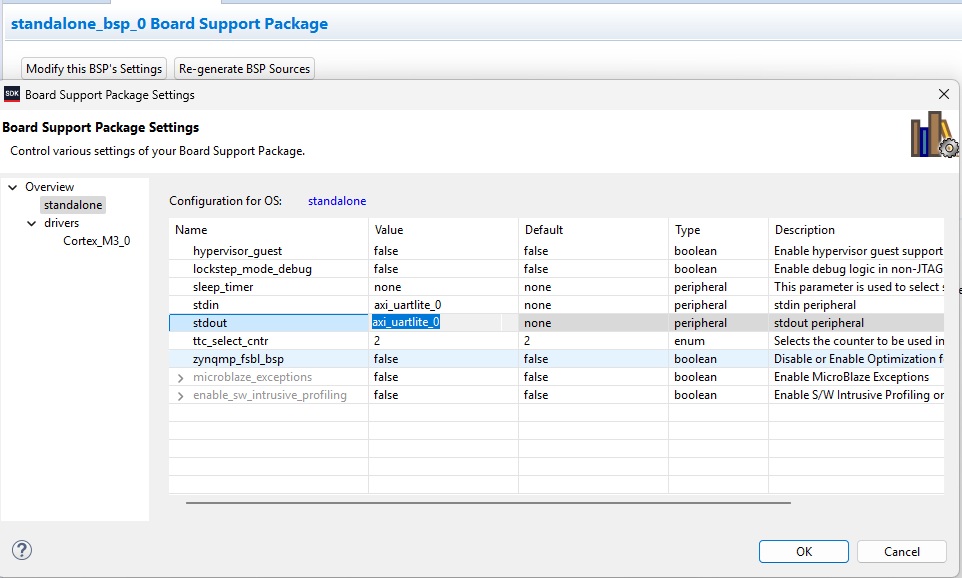 standalone_bsp_0 Board Support Package
Modify this BSP's Settings Re-generate BSP Sources
SDK Board Support Package Settings
Board Support Package Settings
Control various settings of your Board Support Package.
Overview
standalone
drivers
Cortex_M3_0
Configuration for OS: standalone
Name Value Default Type Description
hypervisor_guest false false boolean Enable hypervisor guest support
lockstep_mode_debug false false boolean Enable debug logic in non-JTAG
sleep_timer none none peripheral This parameter is used to select s
stdin axi_uartlite_0 none peripheral stdin peripheral
stdout axi_uartlite_0 none peripheral stdout peripheral
ttc_select_cntr 2 2 enum Selects the counter to be used in
zynqmp_fsbl_bsp false false boolean Disable or Enable Optimization f
microblaze_exceptions false false boolean Enable MicroBlaze Exceptions
enable_sw_intrusive_profiling false false boolean Enable S/W Intrusive Profiling or
?
OK Cancel